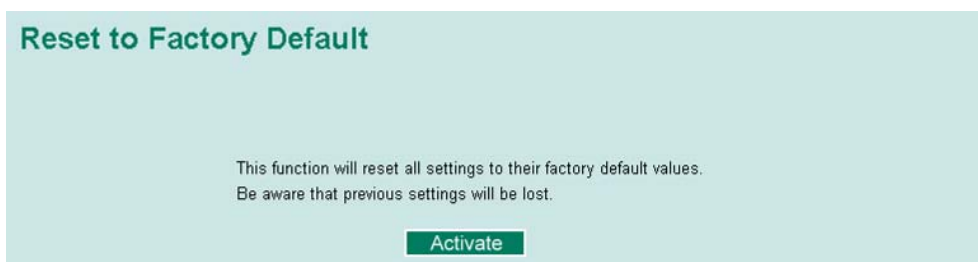 Reset to Factory Default
This function will reset all settings to their factory default values.
Be aware that previous settings will be lost.
Activate